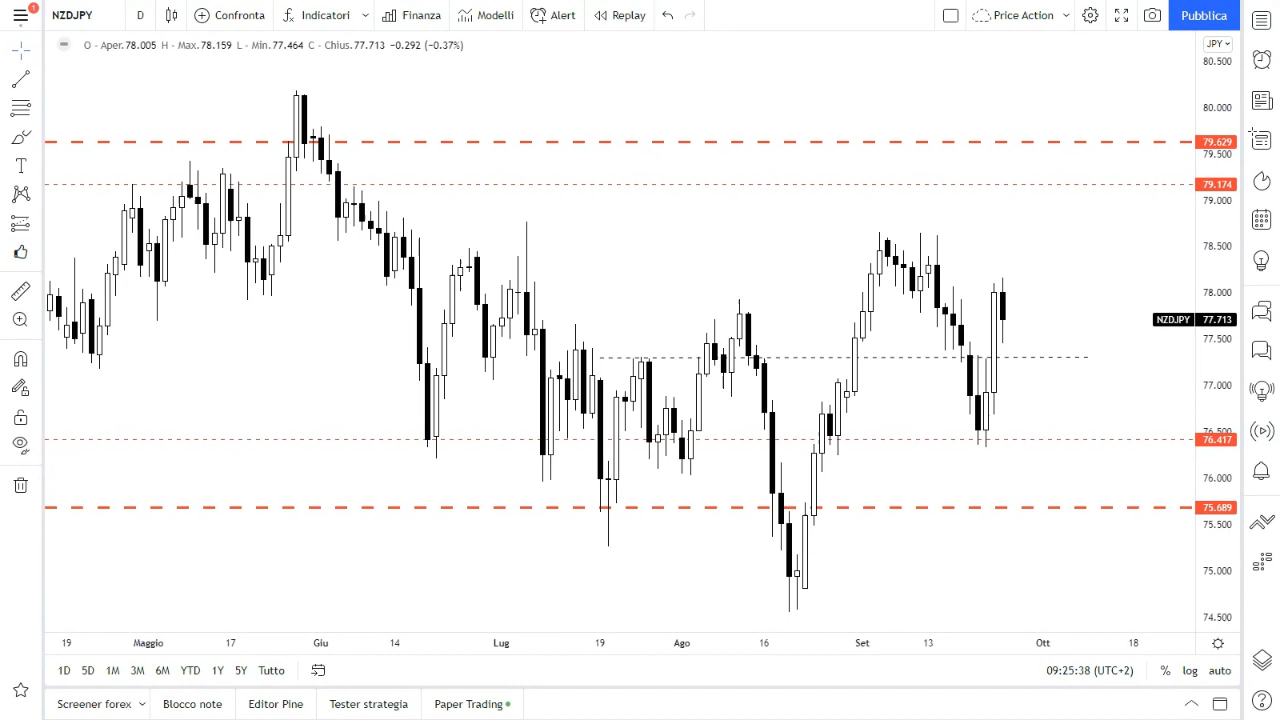 1
NZDJPY D Confronta Indicatori Finanza Modelli Alert Replay Price Action Pubblica
O - Aper.78.005 H - Max.78.159 L - Min.77.464 C - Chius.77.713 −0.292 (−0.37%)
JPY
80.500
80.000
79.629
79.500
79.174
79.000
78.500
78.000
NZDJPY 77.713
77.500
77.000
76.500
76.417
76.000
75.689
75.500
75.000
74.500
19 Maggio 17 Giu 14 Lug 19 Ago 16 Set 13 Ott 18
1D 5D 1M 3M 6M YTD 1Y 5Y Tutto 09:25:38 (UTC+2) % log auto
Screener forex Blocco note Editor Pine Tester strategia Paper Trading